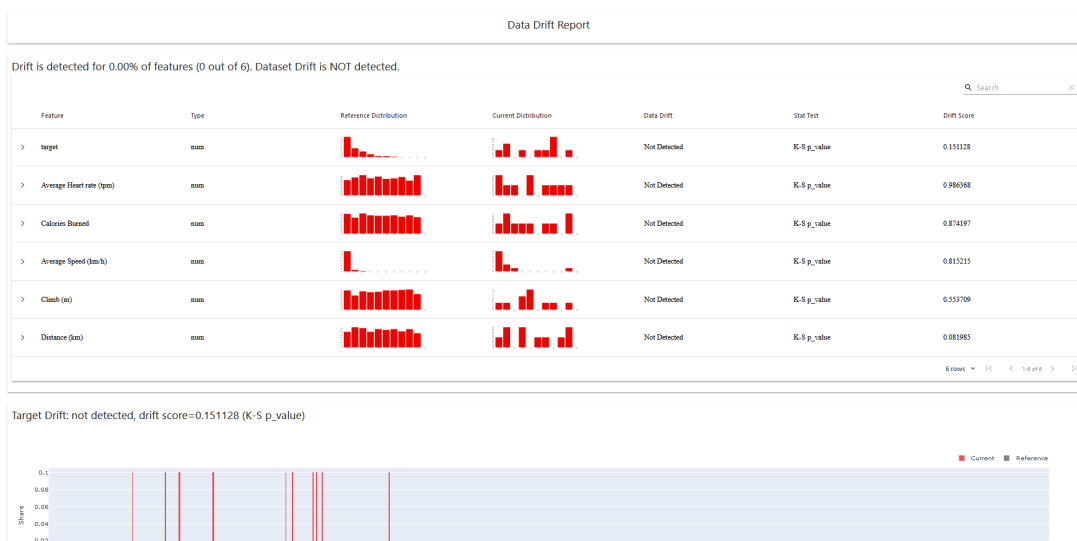 Data Drift Report
Drift is detected for 0.00% of features (0 out of 6). Dataset Drift is NOT detected.
Search
Feature Type Reference Distribution Current Distribution Data Drift Stat Test Drift Score
target num Not Detected K-S p_value 0.151128
Average Heart rate (tpm) num Not Detected K-S p_value 0.986368
Calories Burned num Not Detected K-S p_value 0.874197
Average Speed (km/h) num Not Detected K-S p_value 0.815215
Climb (m) num Not Detected K-S p_value 0.553709
Distance (km) num Not Detected K-S p_value 0.081985
6 rows 1-6 of 6
Target Drift: not detected, drift score=0.151128 (K-S p_value)
Current Reference
0.1
0.08
0.06
0.04
0.02
Share